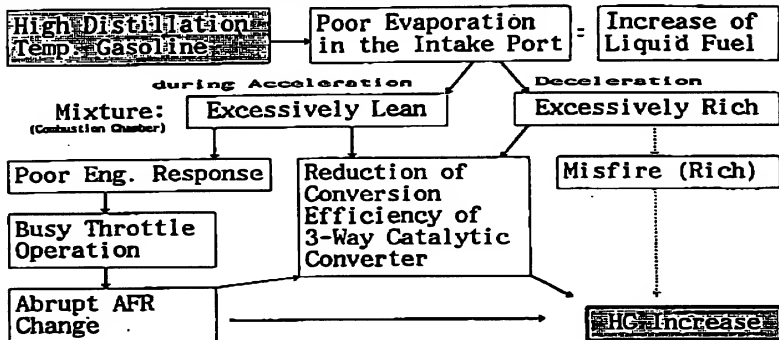 High Distillation
Temp. Gasoline
Poor Evaporation
in the Intake Port
=
Increase of
Liquid Fuel
during Acceleration
Deceleration
Mixture:
(Combustion Chamber)
Excessively Lean
Excessively Rich
Poor Eng. Response
Reduction of
Conversion
Efficiency of
3-Way Catalytic
Converter
Misfire (Rich)
Busy Throttle
Operation
Abrupt AFR
Change
HC Increase